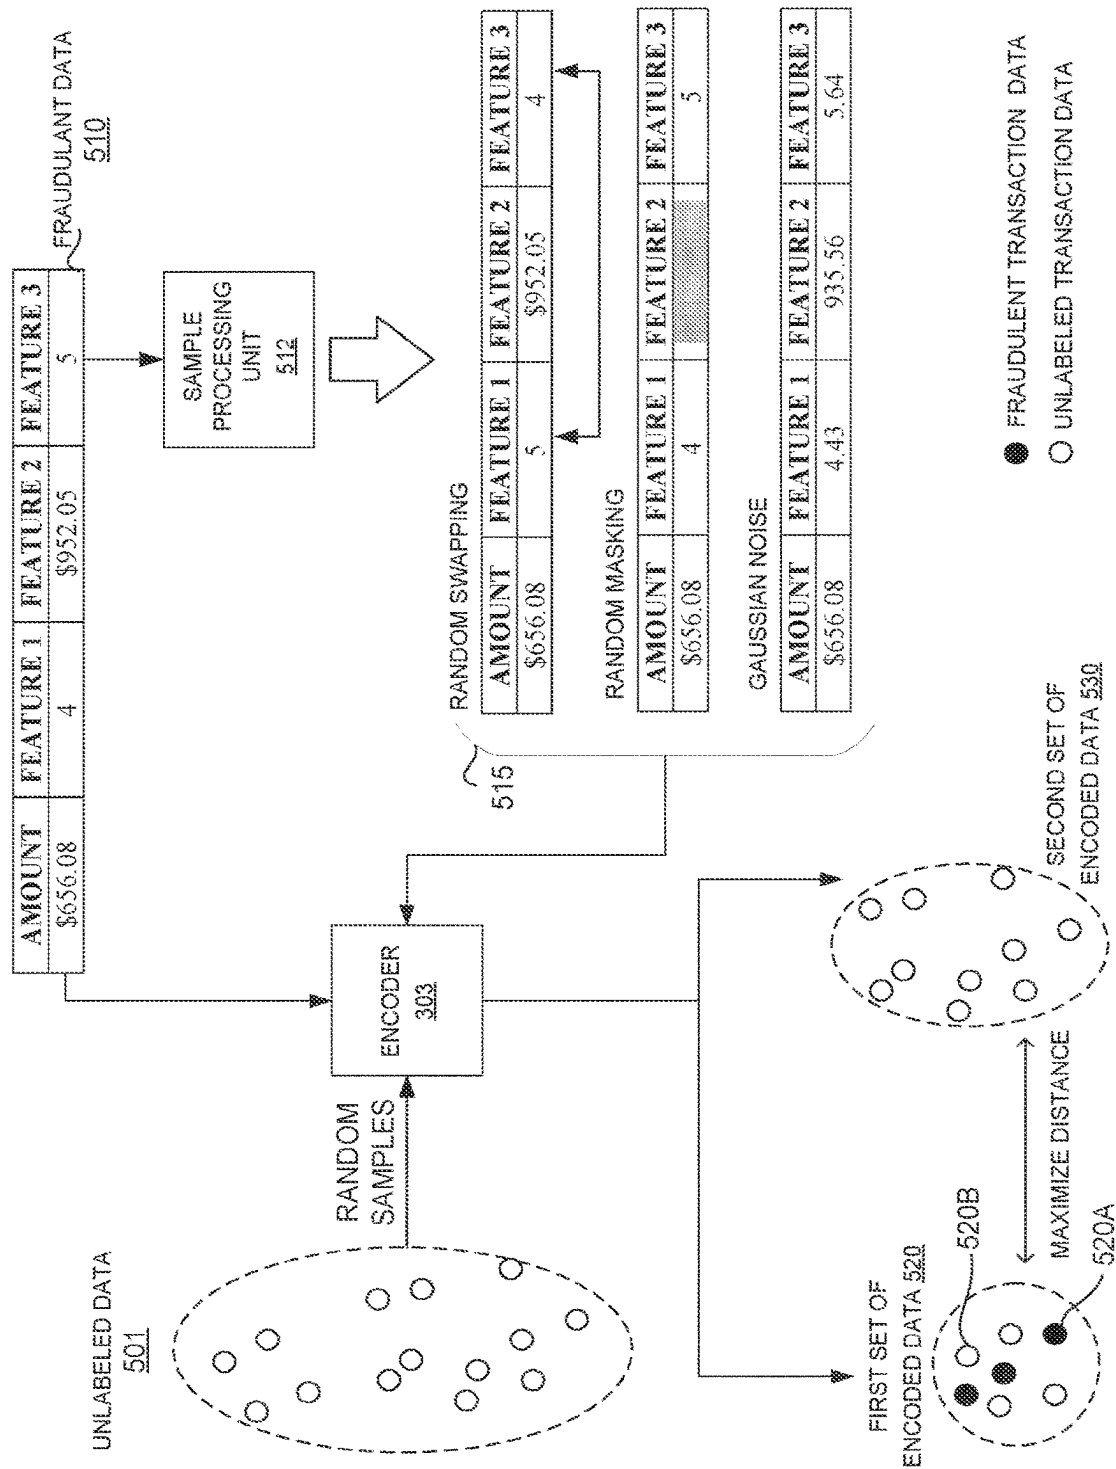 AMOUNT FEATURE 1 FEATURE 2 FEATURE 3
$656.08 4 $952.05 5
FRAUDULANT DATA
510
SAMPLE
PROCESSING
UNIT
512
UNLABELED DATA
501
RANDOM
SAMPLES
ENCODER
303
515
RANDOM SWAPPING
AMOUNT FEATURE 1 FEATURE 2 FEATURE 3
$656.08 5 $952.05 4
RANDOM MASKING
AMOUNT FEATURE 1 FEATURE 2 FEATURE 3
$656.08 4 5
GAUSSIAN NOISE
AMOUNT FEATURE 1 FEATURE 2 FEATURE 3
$656.08 4.43 935.56 5.64
FIRST SET OF
ENCODED DATA 520
520B
520A
MAXIMIZE DISTANCE
SECOND SET OF
ENCODED DATA 530
FRAUDULENT TRANSACTION DATA
UNLABELED TRANSACTION DATA